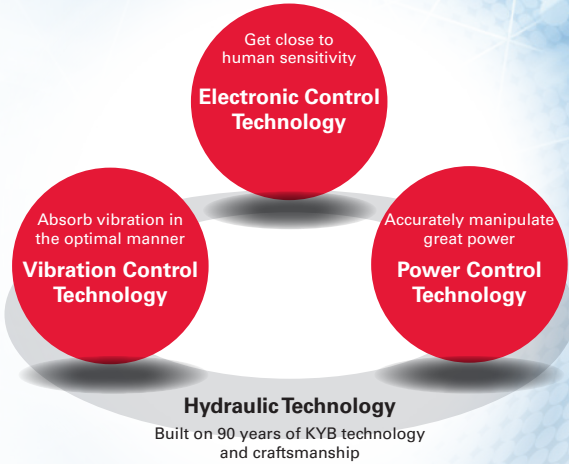 Get close to
human sensitivity
Electronic Control
Technology
Absorb vibration in
the optimal manner
Vibration Control
Technology
Accurately manipulate
great power
Power Control
Technology
Hydraulic Technology
Built on 90 years of KYB technology
and craftsmanship